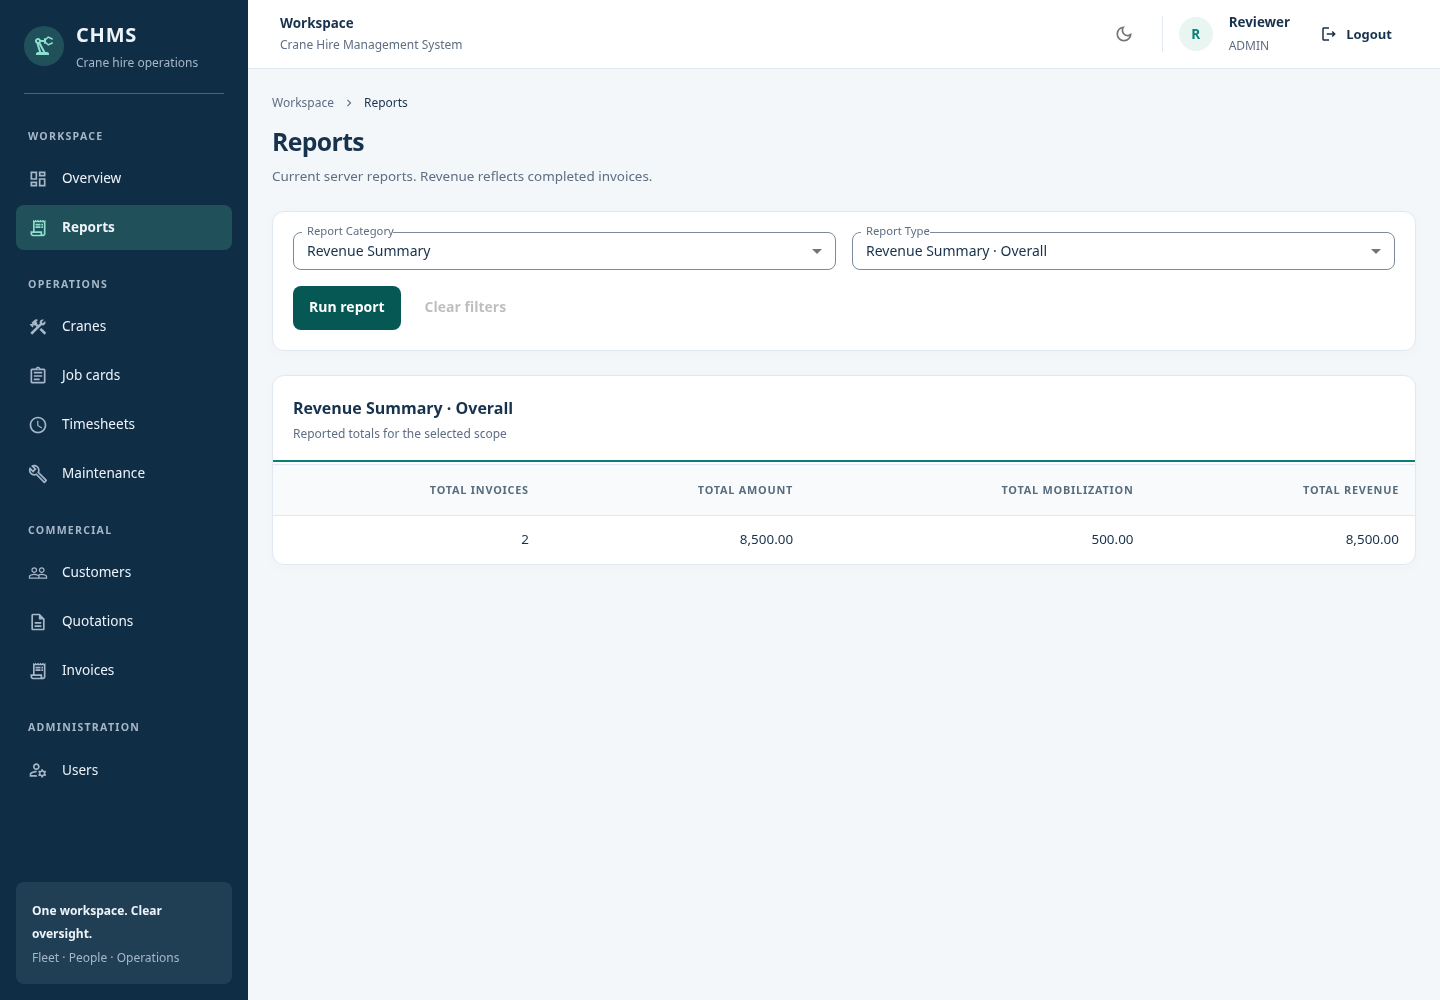 CHMS
Crane hire operations
WORKSPACE
Overview
Reports
OPERATIONS
Cranes
Job cards
Timesheets
Maintenance
COMMERCIAL
Customers
Quotations
Invoices
ADMINISTRATION
Users
One workspace. Clear
oversight.
Fleet · People · Operations
Workspace
Crane Hire Management System
R
Reviewer
ADMIN
Logout
Workspace › Reports
Reports
Current server reports. Revenue reflects completed invoices.
Report Category
Revenue Summary
Report Type
Revenue Summary · Overall
Run report
Clear filters
Revenue Summary · Overall
Reported totals for the selected scope
TOTAL INVOICES TOTAL AMOUNT TOTAL MOBILIZATION TOTAL REVENUE
2 8,500.00 500.00 8,500.00